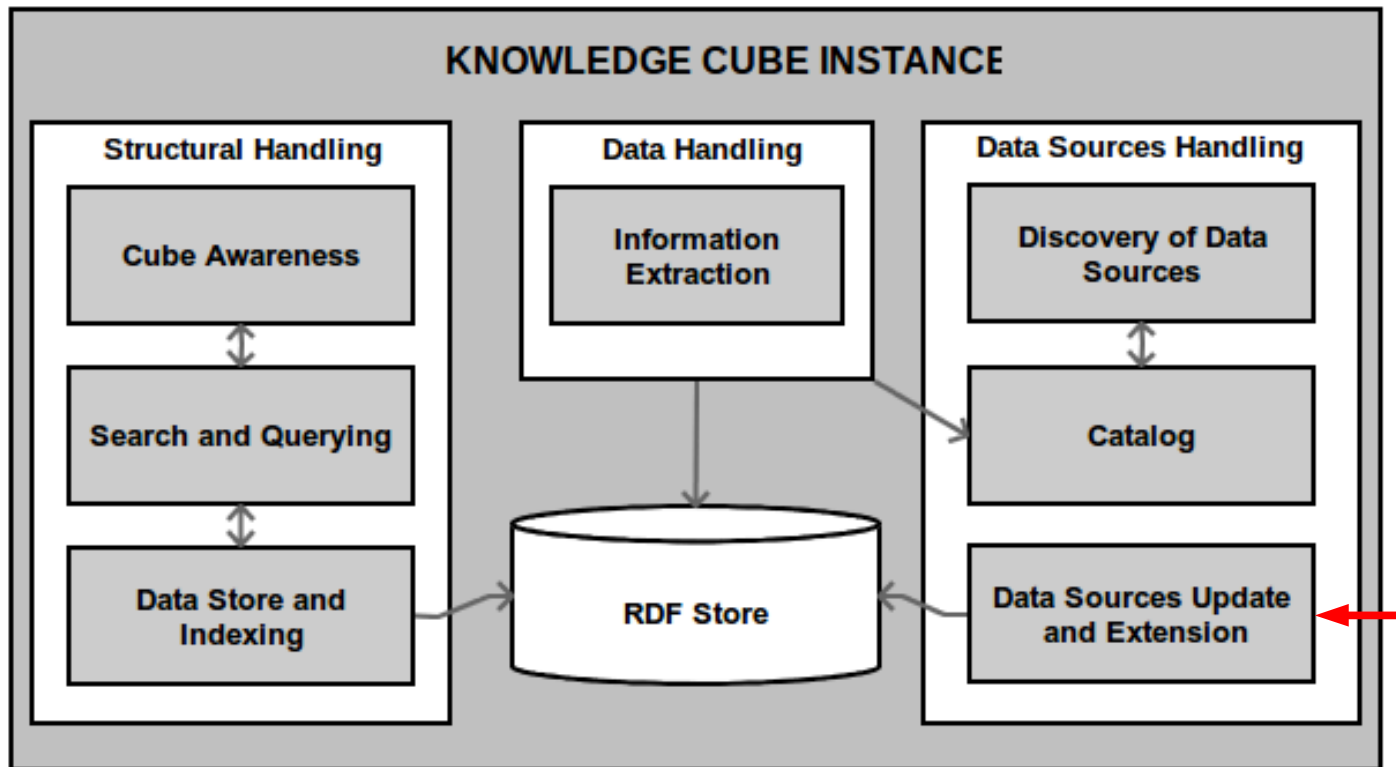 KNOWLEDGE CUBE INSTANCE
Structural Handling
Cube Awareness
Search and Querying
Data Store and
Indexing
Data Handling
Information
Extraction
RDF Store
Data Sources Handling
Discovery of Data
Sources
Catalog
Data Sources Update
and Extension